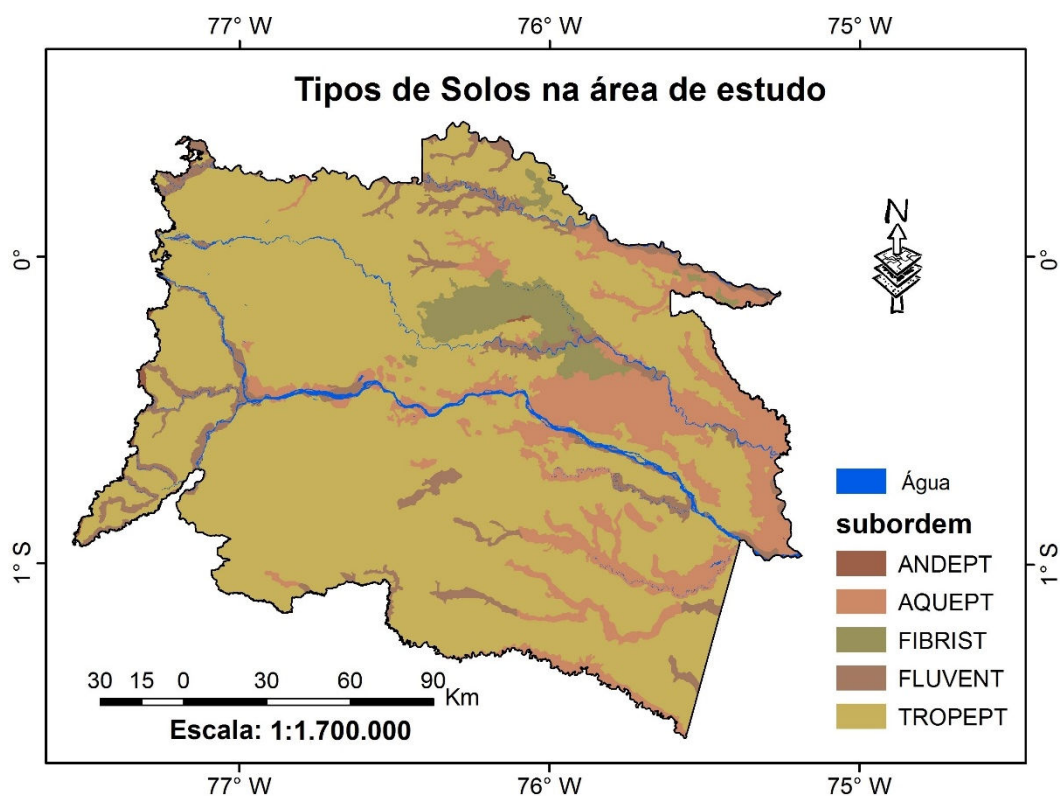 77° W 76° W 75° W
Tipos de Solos na área de estudo
N
0° 0°
Água
subordem
ANDEPT
1° S 1° S
AQUEPT
FIBRIST
FLUVENT
TROPEPT
30 15 0 30 60 90 Km
Escala: 1:1.700.000
77° W 76° W 75° W